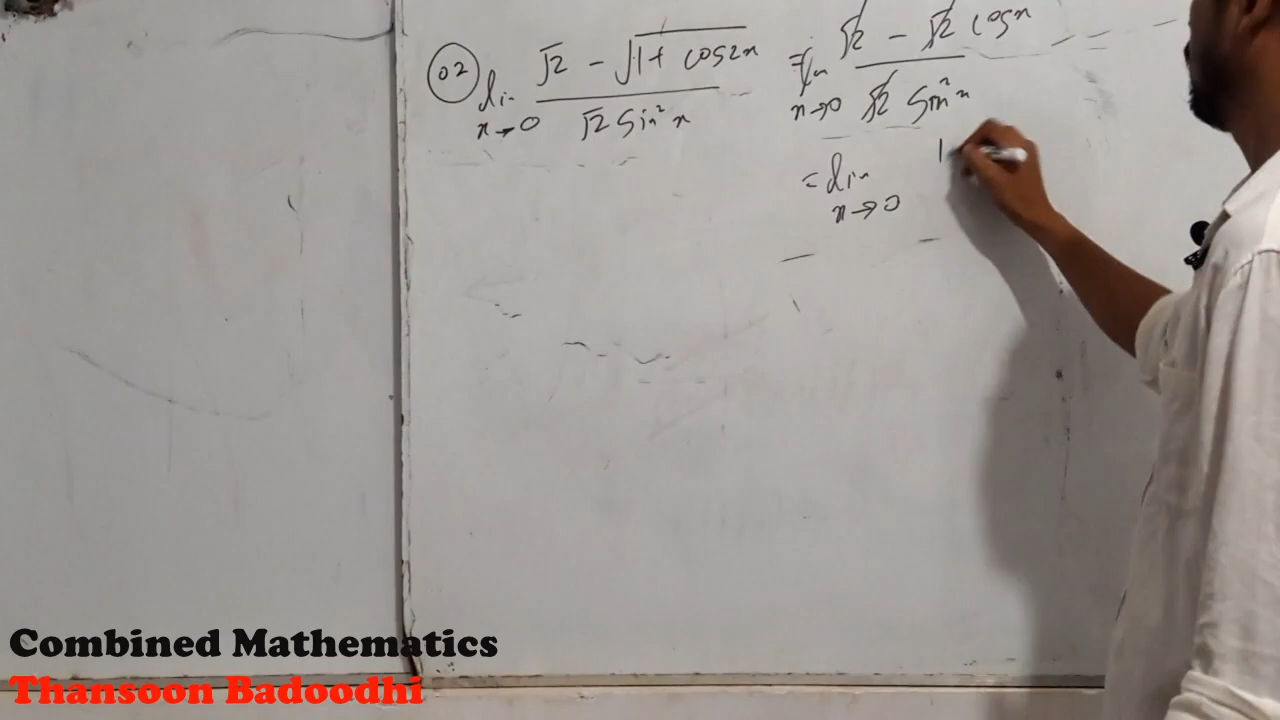 02 lim x→0 (√2 - √(1 + cos2x)) / (√2 Sin²x) = lim x→0 (√2 - √2 cosx) / (√2 Sin²x)
= lim x→0 1
Combined Mathematics
Thansoon Badoodhi